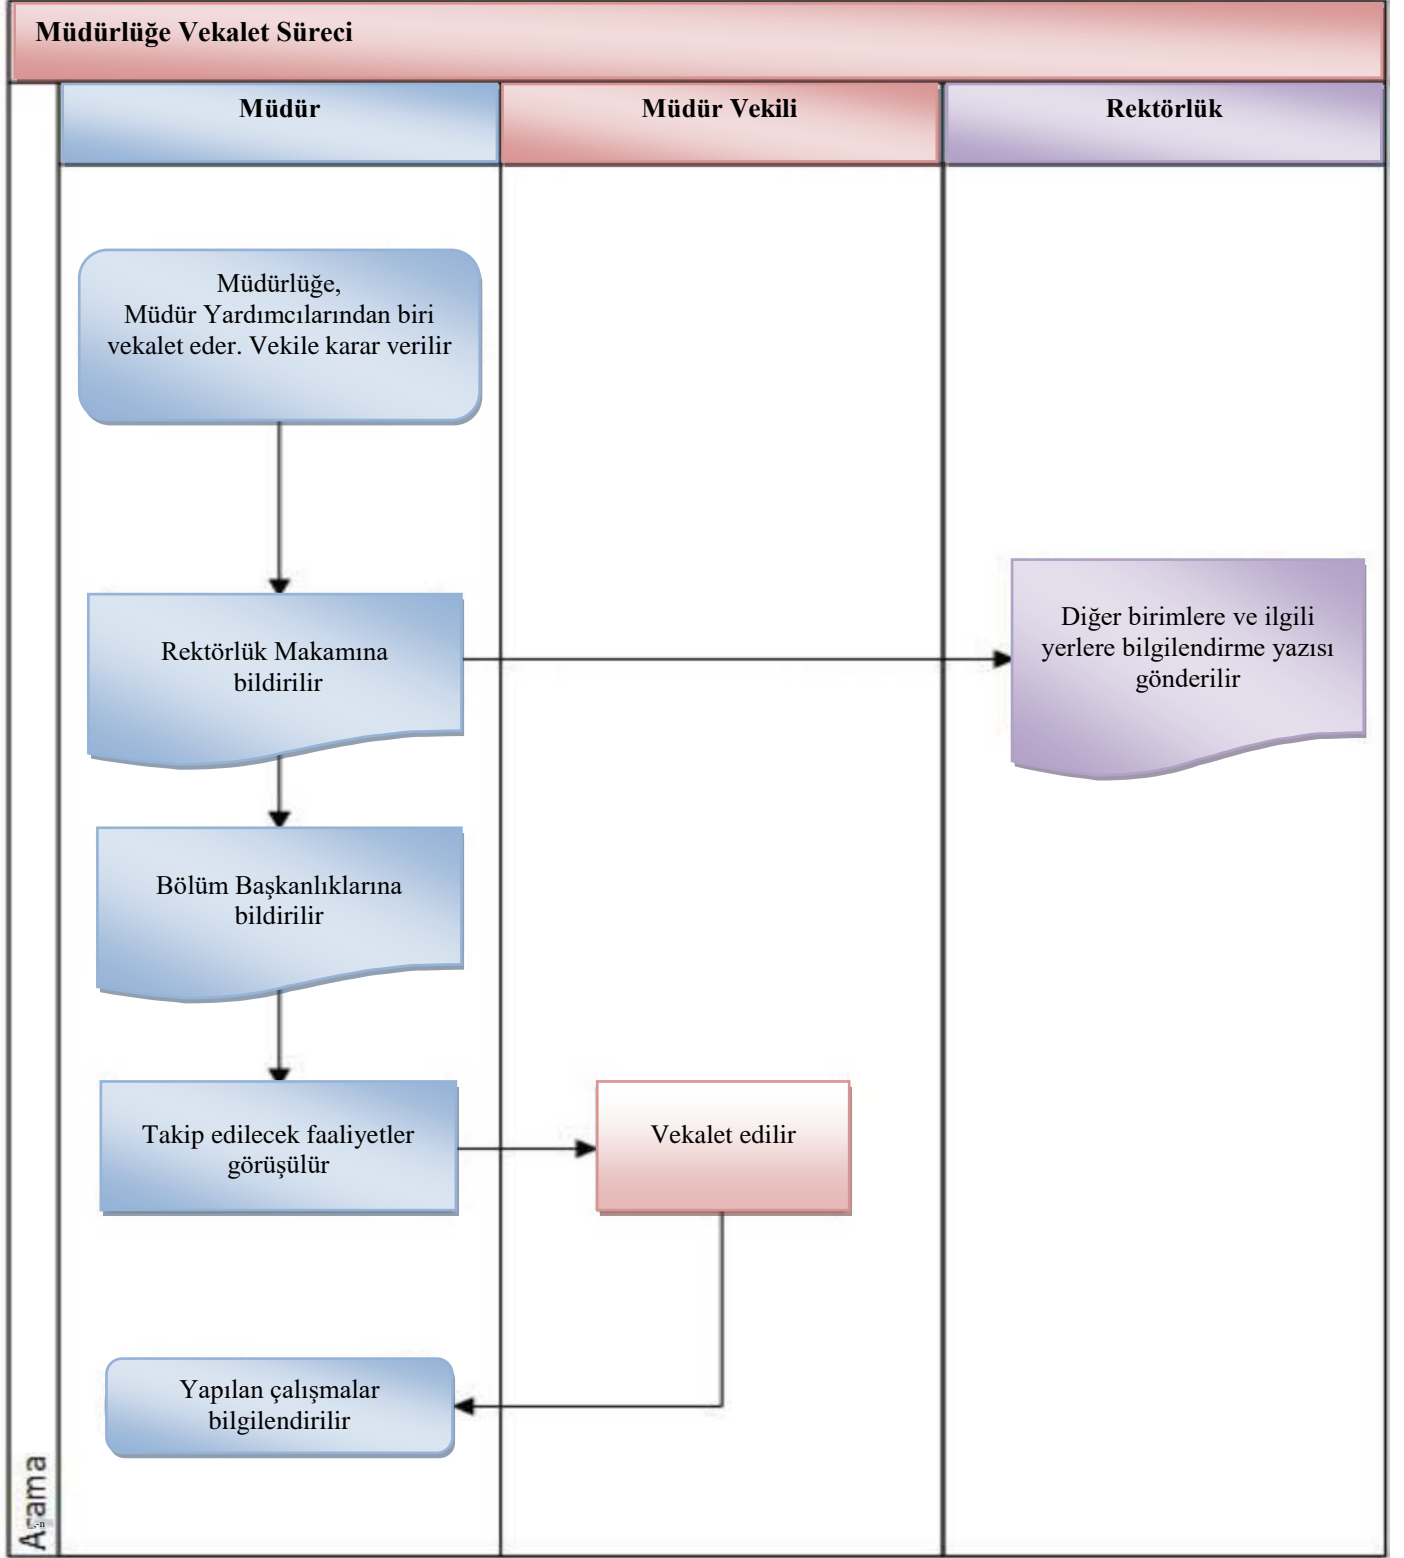 Müdürlüğe Vekalet Süreci
Müdür
Müdür Vekili
Rektörlük
Müdürlüğe,
Müdür Yardımcılarından biri
vekalet eder. Vekile karar verilir
Rektörlük Makamına
bildirilir
Diğer birimlere ve ilgili
yerlere bilgilendirme yazısı
gönderilir
Bölüm Başkanlıklarına
bildirilir
Takip edilecek faaliyetler
görüşülür
Vekalet edilir
Yapılan çalışmalar
bilgilendirilir